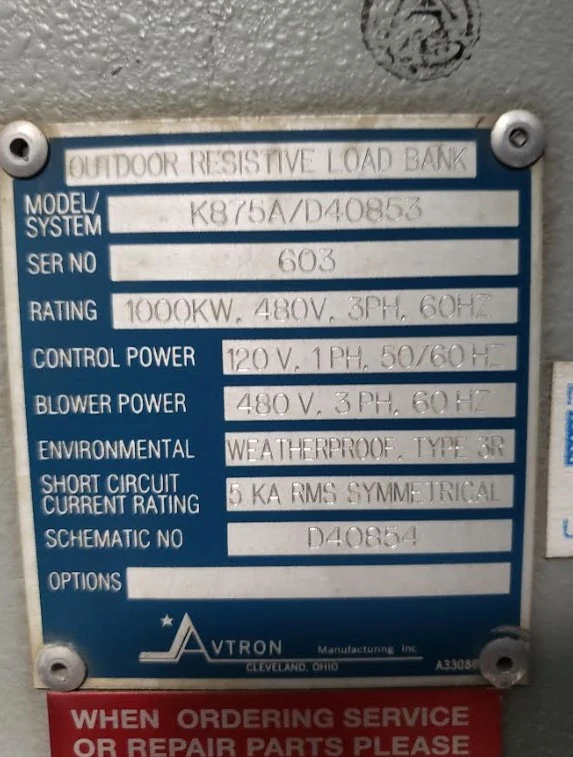 OUTDOOR RESISTIVE LOAD BANK
MODEL/
SYSTEM K875A/D40853
SER NO 603
RATING 1000KW, 480V, 3PH, 60HZ
CONTROL POWER 120 V, 1 PH, 50/60 HZ
BLOWER POWER 480 V, 3 PH, 60 HZ
ENVIRONMENTAL WEATHERPROOF, TYPE 3R
SHORT CIRCUIT
CURRENT RATING 5 KA RMS SYMMETRICAL
SCHEMATIC NO D40854
OPTIONS
AVTRON Manufacturing Inc
CLEVELAND, OHIO
WHEN ORDERING SERVICE
OR REPAIR PARTS PLEASE